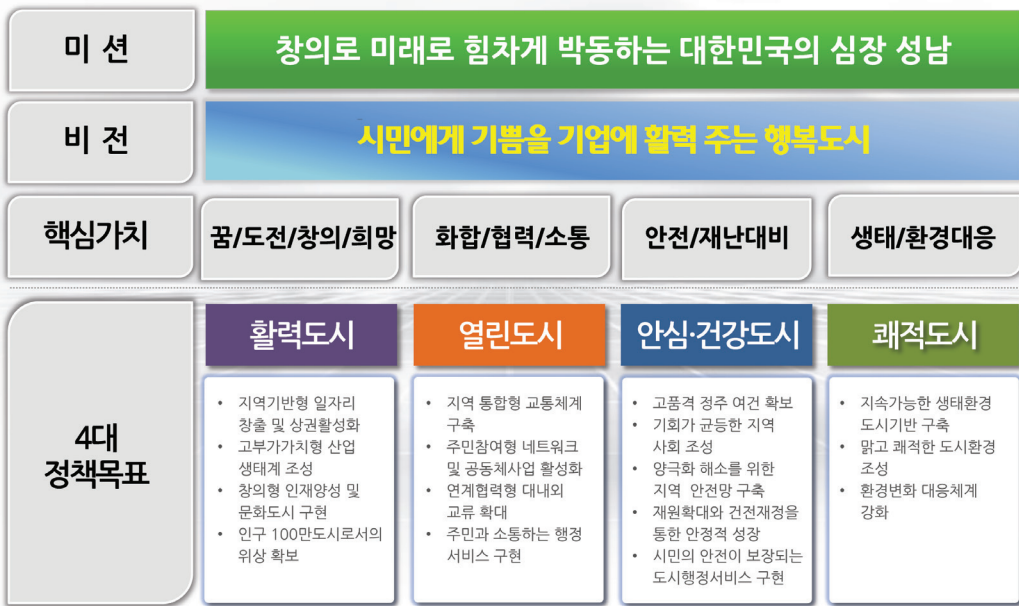 미 션
창의로 미래로 힘차게 박동하는 대한민국의 심장 성남
비 전
시민에게 기쁨을 기업에 활력 주는 행복도시
핵심가치
꿈/도전/창의/희망
화합/협력/소통
안전/재난대비
생태/환경대응
4대
정책목표
활력도시
• 지역기반형 일자리
창출 및 상권활성화
• 고부가가치형 산업
생태계 조성
• 창의형 인재양성 및
문화도시 구현
• 인구 100만도시로서의
위상 확보
열린도시
• 지역 통합형 교통체계
구축
• 주민참여형 네트워크
및 공동체사업 활성화
• 연계협력형 대내외
교류 확대
• 주민과 소통하는 행정
서비스 구현
안심·건강도시
• 고품격 정주 여건 확보
• 기회가 균등한 지역
사회 조성
• 양극화 해소를 위한
지역 안전망 구축
• 재원확대와 건전재정을
통한 안정적 성장
• 시민의 안전이 보장되는
도시행정서비스 구현
쾌적도시
• 지속가능한 생태환경
도시기반 구축
• 맑고 쾌적한 도시환경
조성
• 환경변화 대응체계
강화